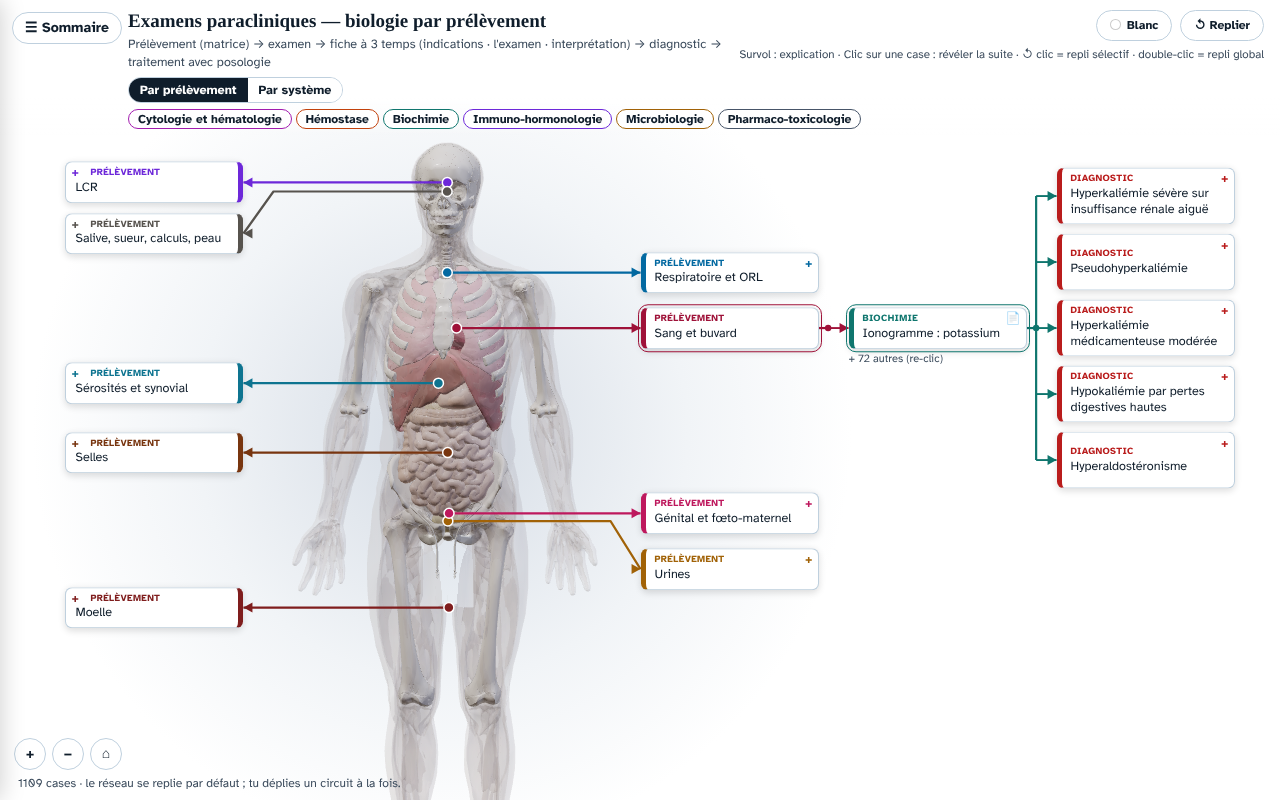 ☰ Sommaire
Examens paracliniques — biologie par prélèvement
Prélèvement (matrice) → examen → fiche à 3 temps (indications · l'examen · interprétation) → diagnostic →
traitement avec posologie
Blanc
↺ Replier
Survol : explication · Clic sur une case : révéler la suite · ↺ clic = repli sélectif · double-clic = repli global
Par prélèvement
Par système
Cytologie et hématologie
Hémostase
Biochimie
Immuno-hormonologie
Microbiologie
Pharmaco-toxicologie
+ PRÉLÈVEMENT
LCR
+ PRÉLÈVEMENT
Salive, sueur, calculs, peau
+ PRÉLÈVEMENT
Sérosités et synovial
+ PRÉLÈVEMENT
Selles
+ PRÉLÈVEMENT
Moelle
PRÉLÈVEMENT +
Respiratoire et ORL
PRÉLÈVEMENT
Sang et buvard
PRÉLÈVEMENT +
Génital et fœto-maternel
PRÉLÈVEMENT +
Urines
BIOCHIMIE
Ionogramme : potassium
+ 72 autres (re-clic)
DIAGNOSTIC +
Hyperkaliémie sévère sur
insuffisance rénale aiguë
DIAGNOSTIC +
Pseudohyperkaliémie
DIAGNOSTIC +
Hyperkaliémie
médicamenteuse modérée
DIAGNOSTIC +
Hypokaliémie par pertes
digestives hautes
DIAGNOSTIC +
Hyperaldostéronisme
+ − ⌂
1109 cases · le réseau se replie par défaut ; tu déplies un circuit à la fois.